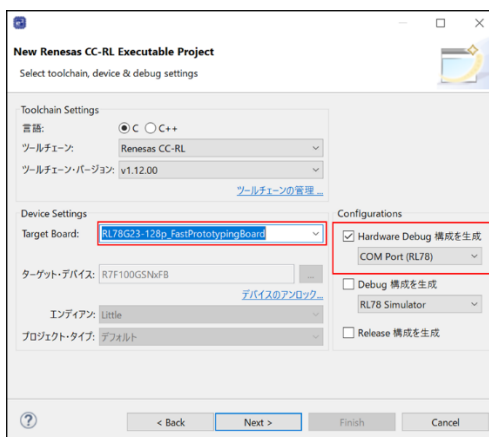 New Renesas CC-RL Executable Project
Select toolchain, device & debug settings
Toolchain Settings
言語: C C++
ツールチェーン: Renesas CC-RL
ツールチェーン・バージョン: v1.12.00
ツールチェーンの管理 ...
Device Settings
Target Board: RL78G23-128p_FastPrototypingBoard
ターゲット・デバイス: R7F100GSNxFB ...
デバイスのアンロック...
エンディアン: Little
プロジェクト・タイプ: デフォルト
Configurations
Hardware Debug 構成を生成
COM Port (RL78)
Debug 構成を生成
RL78 Simulator
Release 構成を生成
? < Back Next > Finish Cancel